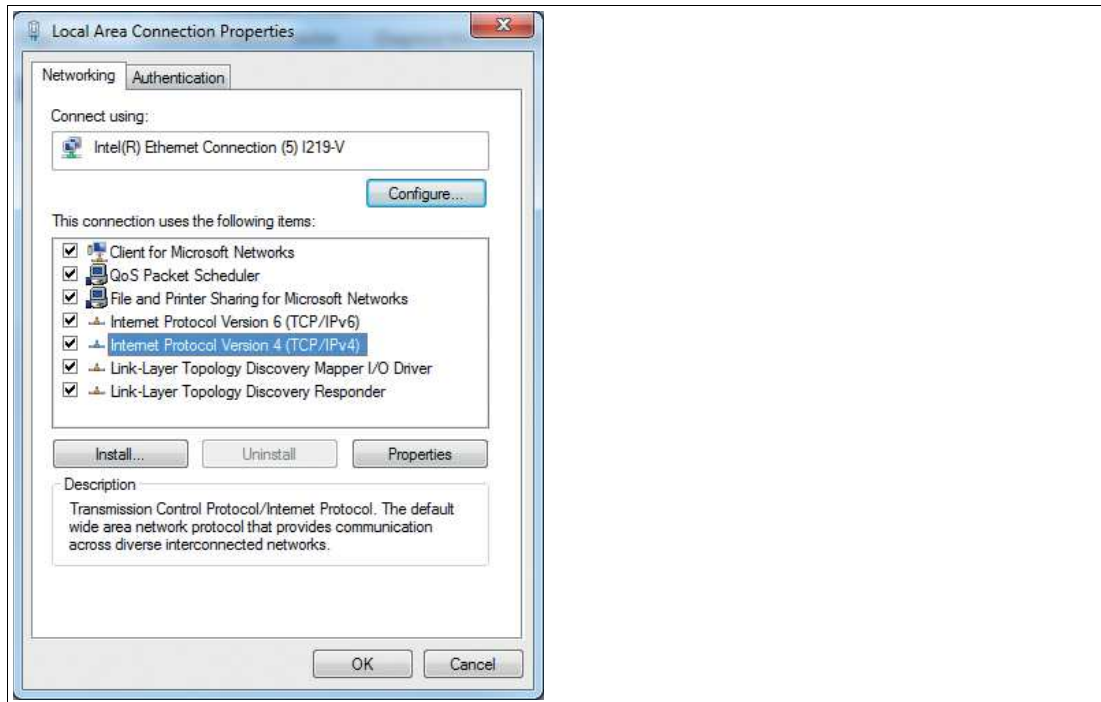 Local Area Connection Properties
Networking
Authentication
Connect using:
Intel(R) Ethernet Connection (5) I219-V
Configure...
This connection uses the following items:
Client for Microsoft Networks
QoS Packet Scheduler
File and Printer Sharing for Microsoft Networks
Internet Protocol Version 6 (TCP/IPv6)
Internet Protocol Version 4 (TCP/IPv4)
Link-Layer Topology Discovery Mapper I/O Driver
Link-Layer Topology Discovery Responder
Install...
Uninstall
Properties
Description
Transmission Control Protocol/Internet Protocol. The default
wide area network protocol that provides communication
across diverse interconnected networks.
OK
Cancel